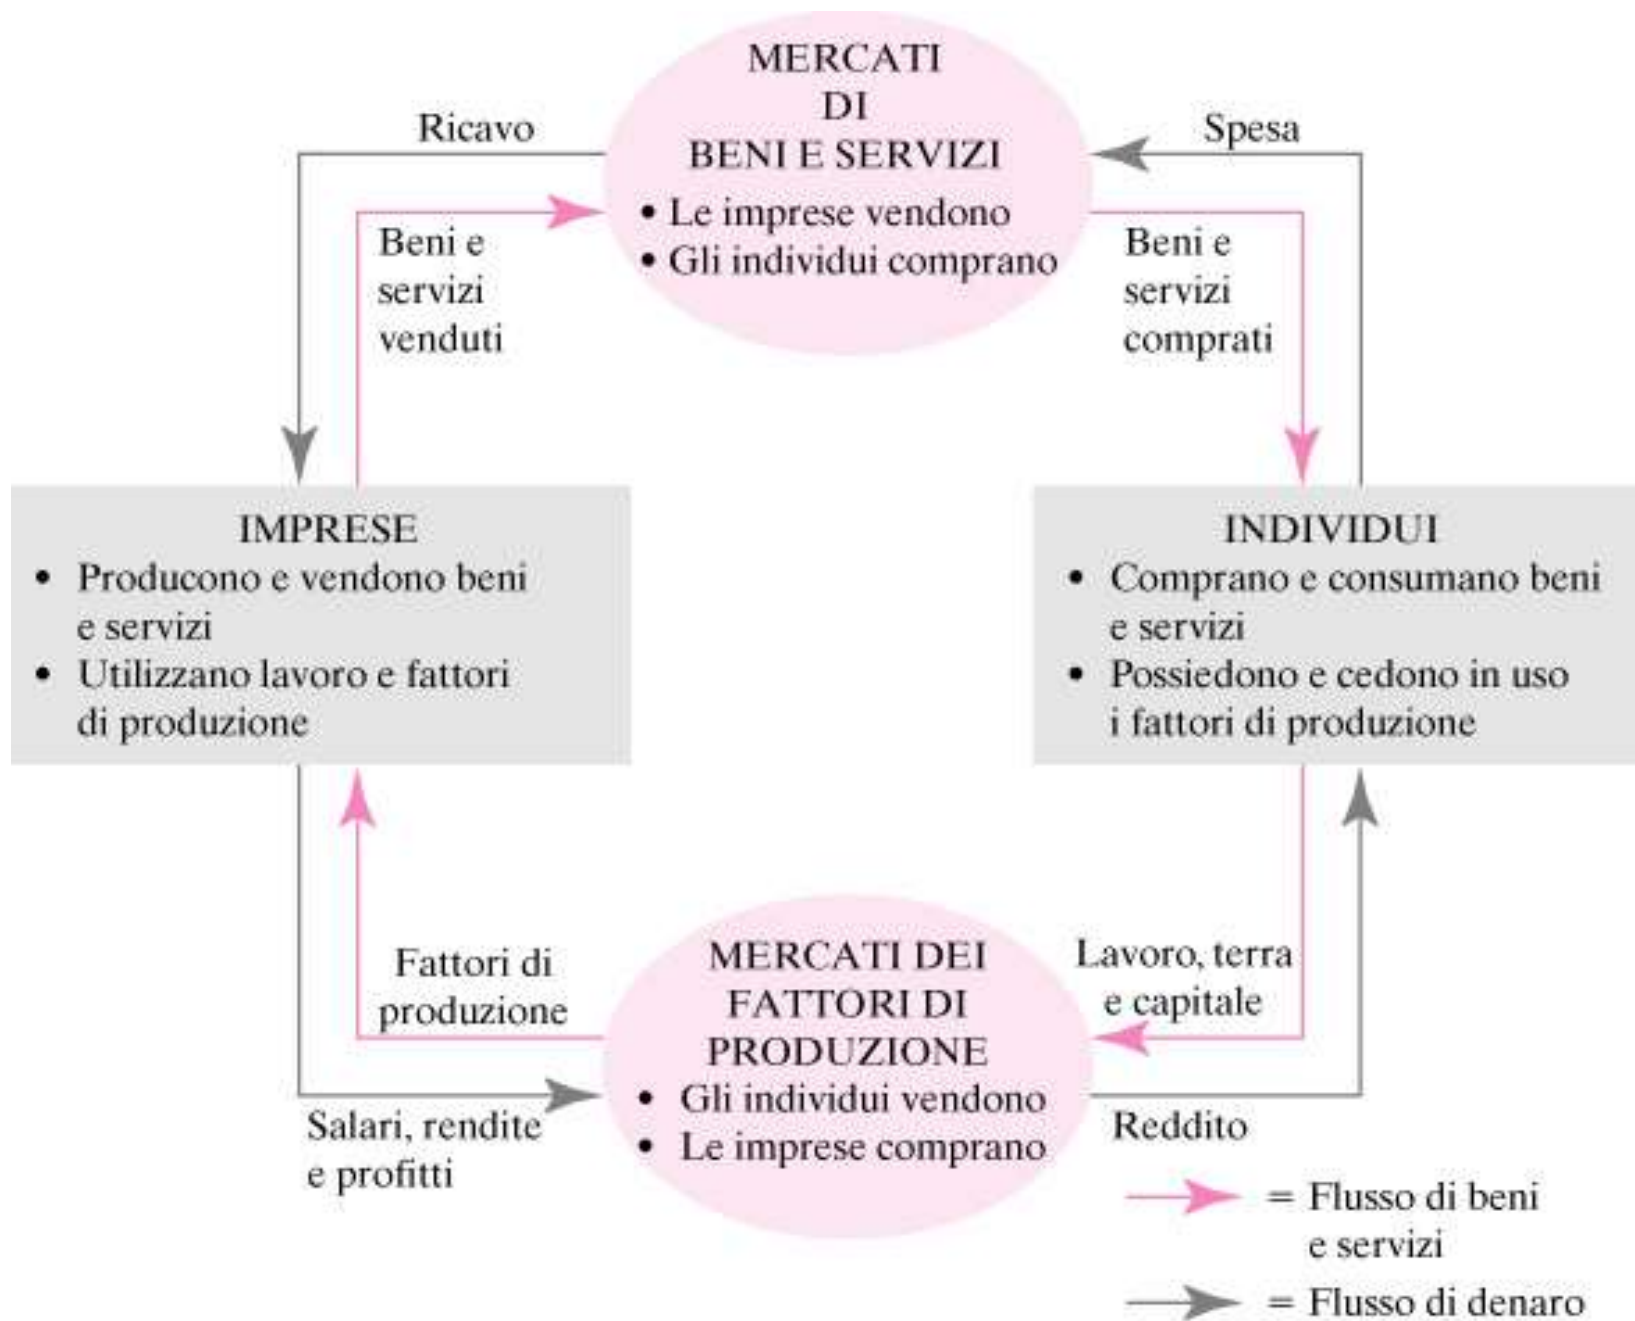 MERCATI
DI
BENI E SERVIZI
• Le imprese vendono
• Gli individui comprano
Ricavo
Spesa
Beni e
servizi
venduti
Beni e
servizi
comprati
IMPRESE
• Producono e vendono beni
e servizi
• Utilizzano lavoro e fattori
di produzione
INDIVIDUI
• Comprano e consumano beni
e servizi
• Possiedono e cedono in uso
i fattori di produzione
Fattori di
produzione
MERCATI DEI
FATTORI DI
PRODUZIONE
• Gli individui vendono
• Le imprese comprano
Lavoro, terra
e capitale
Salari, rendite
e profitti
Reddito
= Flusso di beni
e servizi
= Flusso di denaro